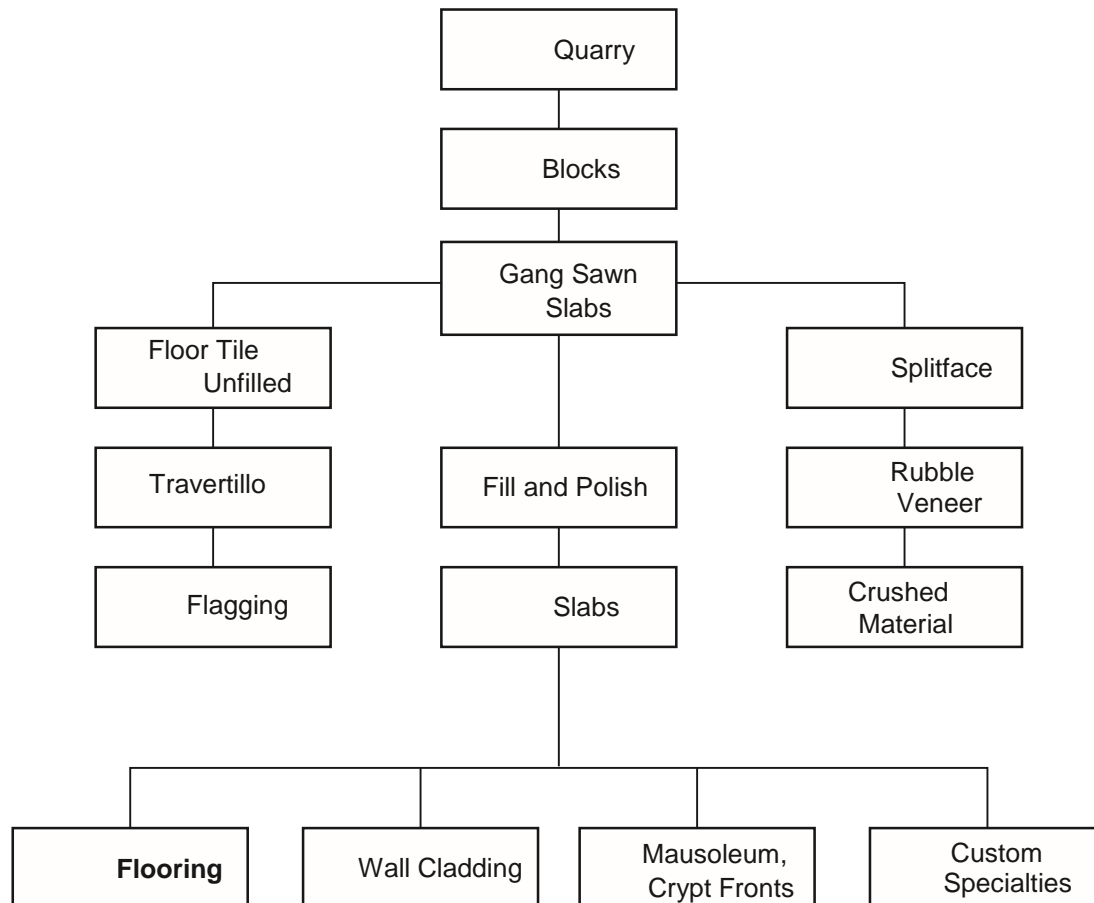 Quarry
Blocks
Gang Sawn
Slabs
Floor Tile
Unfilled
Splitface
Travertillo
Fill and Polish
Rubble
Veneer
Flagging
Slabs
Crushed
Material
Flooring
Wall Cladding
Mausoleum,
Crypt Fronts
Custom
Specialties